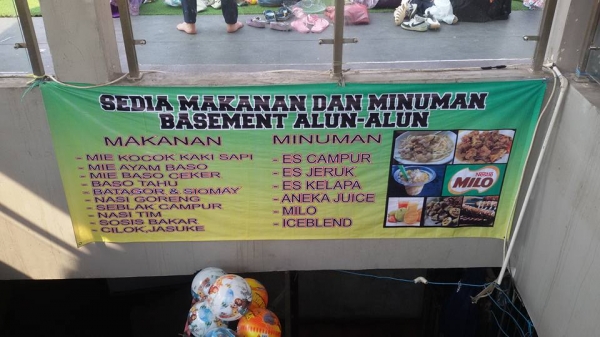 SEDIA MAKANAN DAN MINUMAN
BASEMENT ALUN-ALUN
MAKANAN
- MIE KOCOK KAKI SAPI
- MIE AYAM BASO
- MIE BASO CEKER
- BASO TAHU
- BATAGOR & SIOMAY
- NASI GORENG
- SEBLAK CAMPUR
- NASI TIM
- SOSIS BAKAR
- CILOK,JASUKE
MINUMAN
- ES CAMPUR
- ES JERUK
- ES KELAPA
- ANEKA JUICE
- MILO
- ICEBLEND
Nestlé
MILO